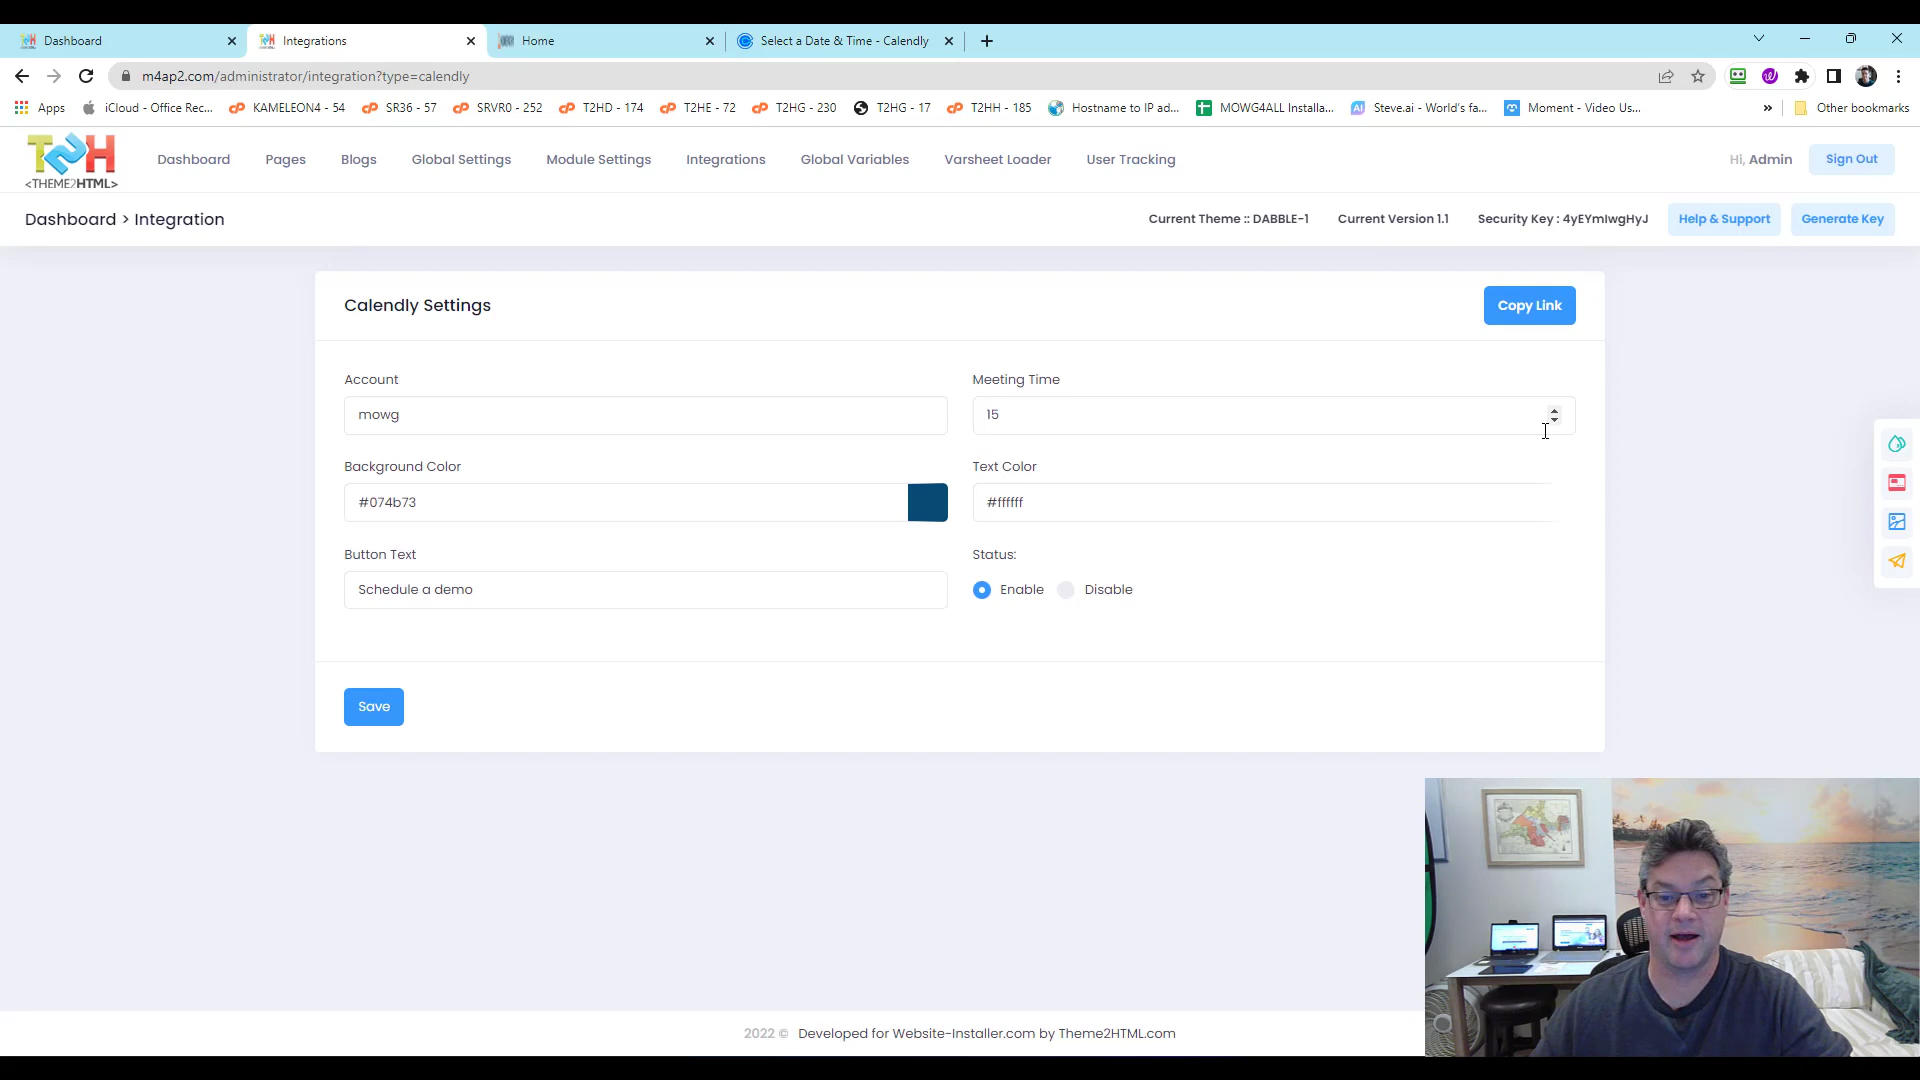 Dashboard
Integrations
Home
Select a Date & Time - Calendly
m4ap2.com/administrator/integration?type=calendly
Apps
iCloud - Office Rec...
KAMELEON4 - 54
SR36 - 57
SRVR0 - 252
T2HD - 174
T2HE - 72
T2HG - 230
T2HG - 17
T2HH - 185
Hostname to IP ad...
MOWG4ALL Installa...
Steve.ai - World's fa...
Moment - Video Us...
»
Other bookmarks
T2H
<THEME2HTML>
Dashboard
Pages
Blogs
Global Settings
Module Settings
Integrations
Global Variables
Varsheet Loader
User Tracking
Hi, Admin
Sign Out
Dashboard > Integration
Current Theme :: DABBLE-1
Current Version 1.1
Security Key : 4yEYmIwgHyJ
Help & Support
Generate Key
Calendly Settings
Copy Link
Account
Meeting Time
mowg
15
Background Color
Text Color
#074b73
#ffffff
Button Text
Status:
Schedule a demo
Enable
Disable
Save
2022 © Developed for Website-Installer.com by Theme2HTML.com